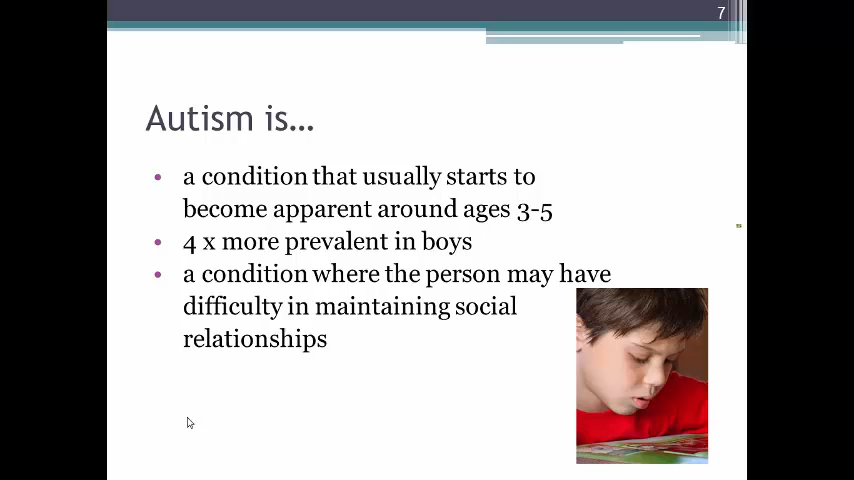 7
Autism is…
• a condition that usually starts to
become apparent around ages 3-5
• 4 x more prevalent in boys
• a condition where the person may have
difficulty in maintaining social
relationships